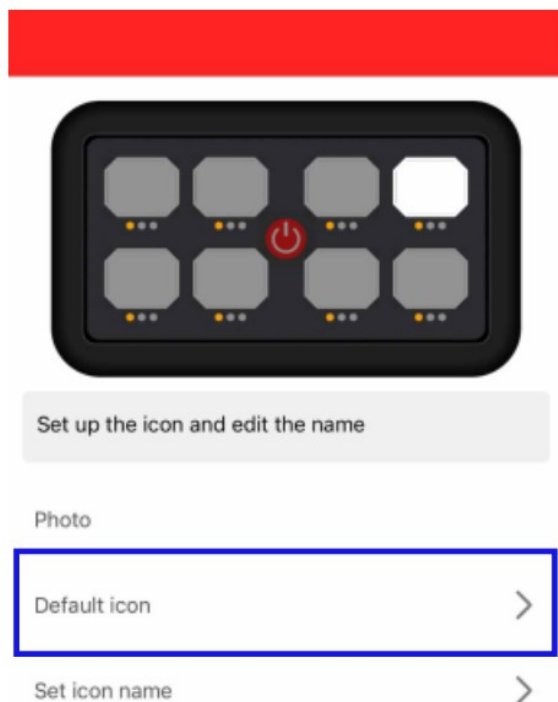 Set up the icon and edit the name
Photo
Default icon
Set icon name